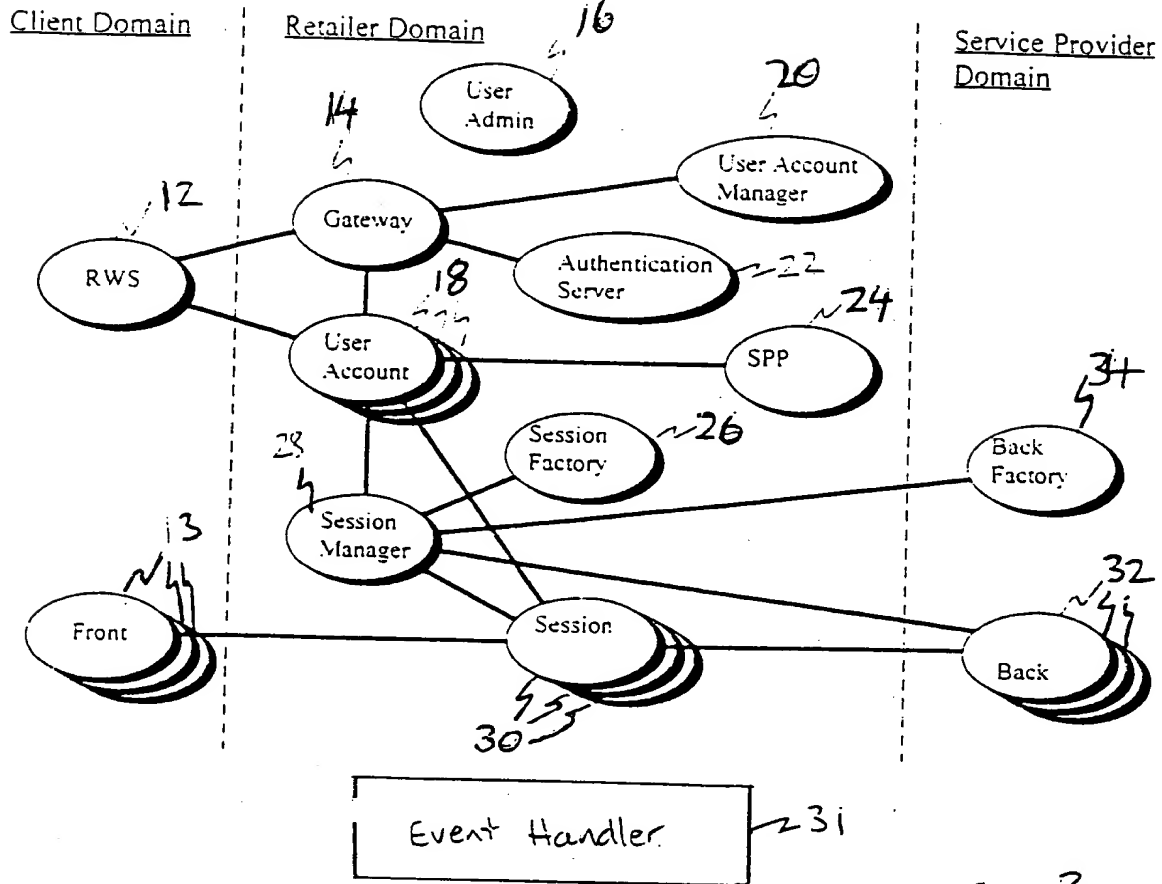 Client Domain
Retailer Domain
16
Service Provider
Domain
User
Admin
20
14
User Account
Manager
12
Gateway
RWS
Authentication
Server
22
18
24
User
Account
SPP
34
Session
Factory
26
Back
Factory
28
Session
Manager
13
32
Front
Session
Back
30
Event Handler
31